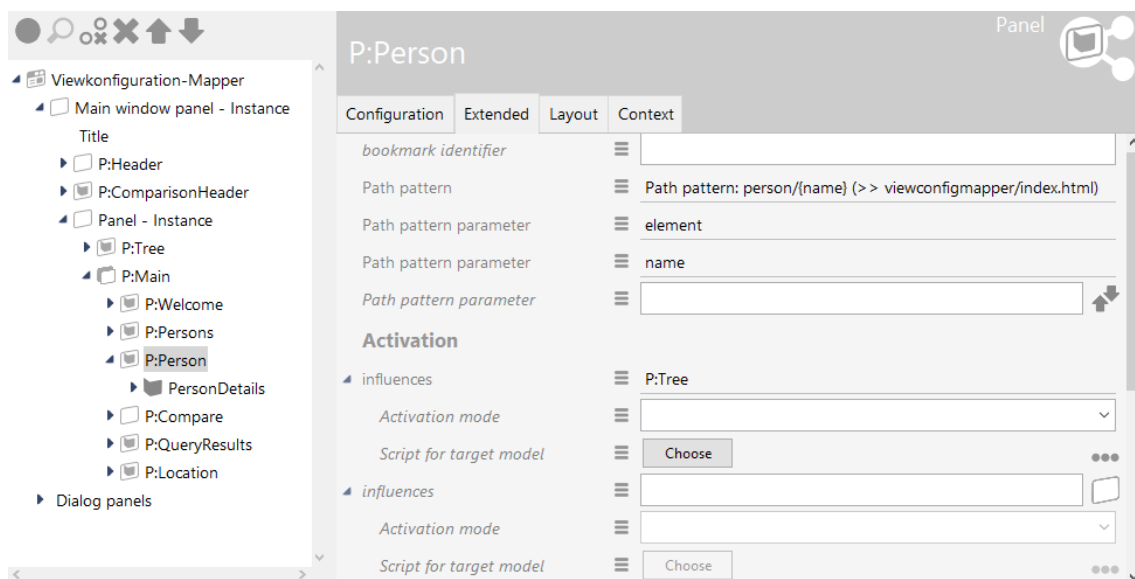 Panel
P:Person
Viewkonfiguration-Mapper
Main window panel - Instance
Title
P:Header
P:ComparisonHeader
Panel - Instance
P:Tree
P:Main
P:Welcome
P:Persons
P:Person
PersonDetails
P:Compare
P:QueryResults
P:Location
Dialog panels
Configuration Extended Layout Context
bookmark identifier
Path pattern Path pattern: person/{name} (>> viewconfigmapper/index.html)
Path pattern parameter element
Path pattern parameter name
Path pattern parameter
Activation
influences P:Tree
Activation mode
Script for target model Choose
influences
Activation mode
Script for target model Choose